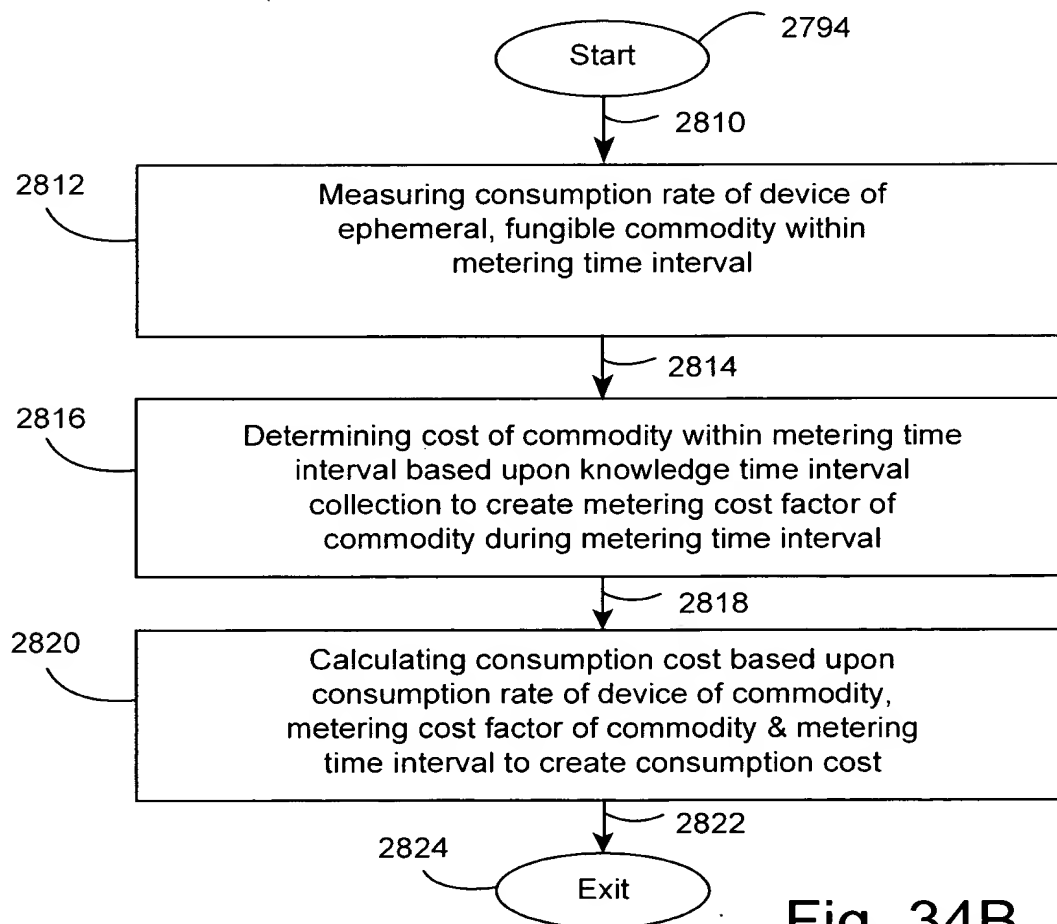 2794
Start
2810
2812
Measuring consumption rate of device of
ephemeral, fungible commodity within
metering time interval
2814
2816
Determining cost of commodity within metering time
interval based upon knowledge time interval
collection to create metering cost factor of
commodity during metering time interval
2818
2820
Calculating consumption cost based upon
consumption rate of device of commodity,
metering cost factor of commodity & metering
time interval to create consumption cost
2822
2824
Exit
Fig. 34B